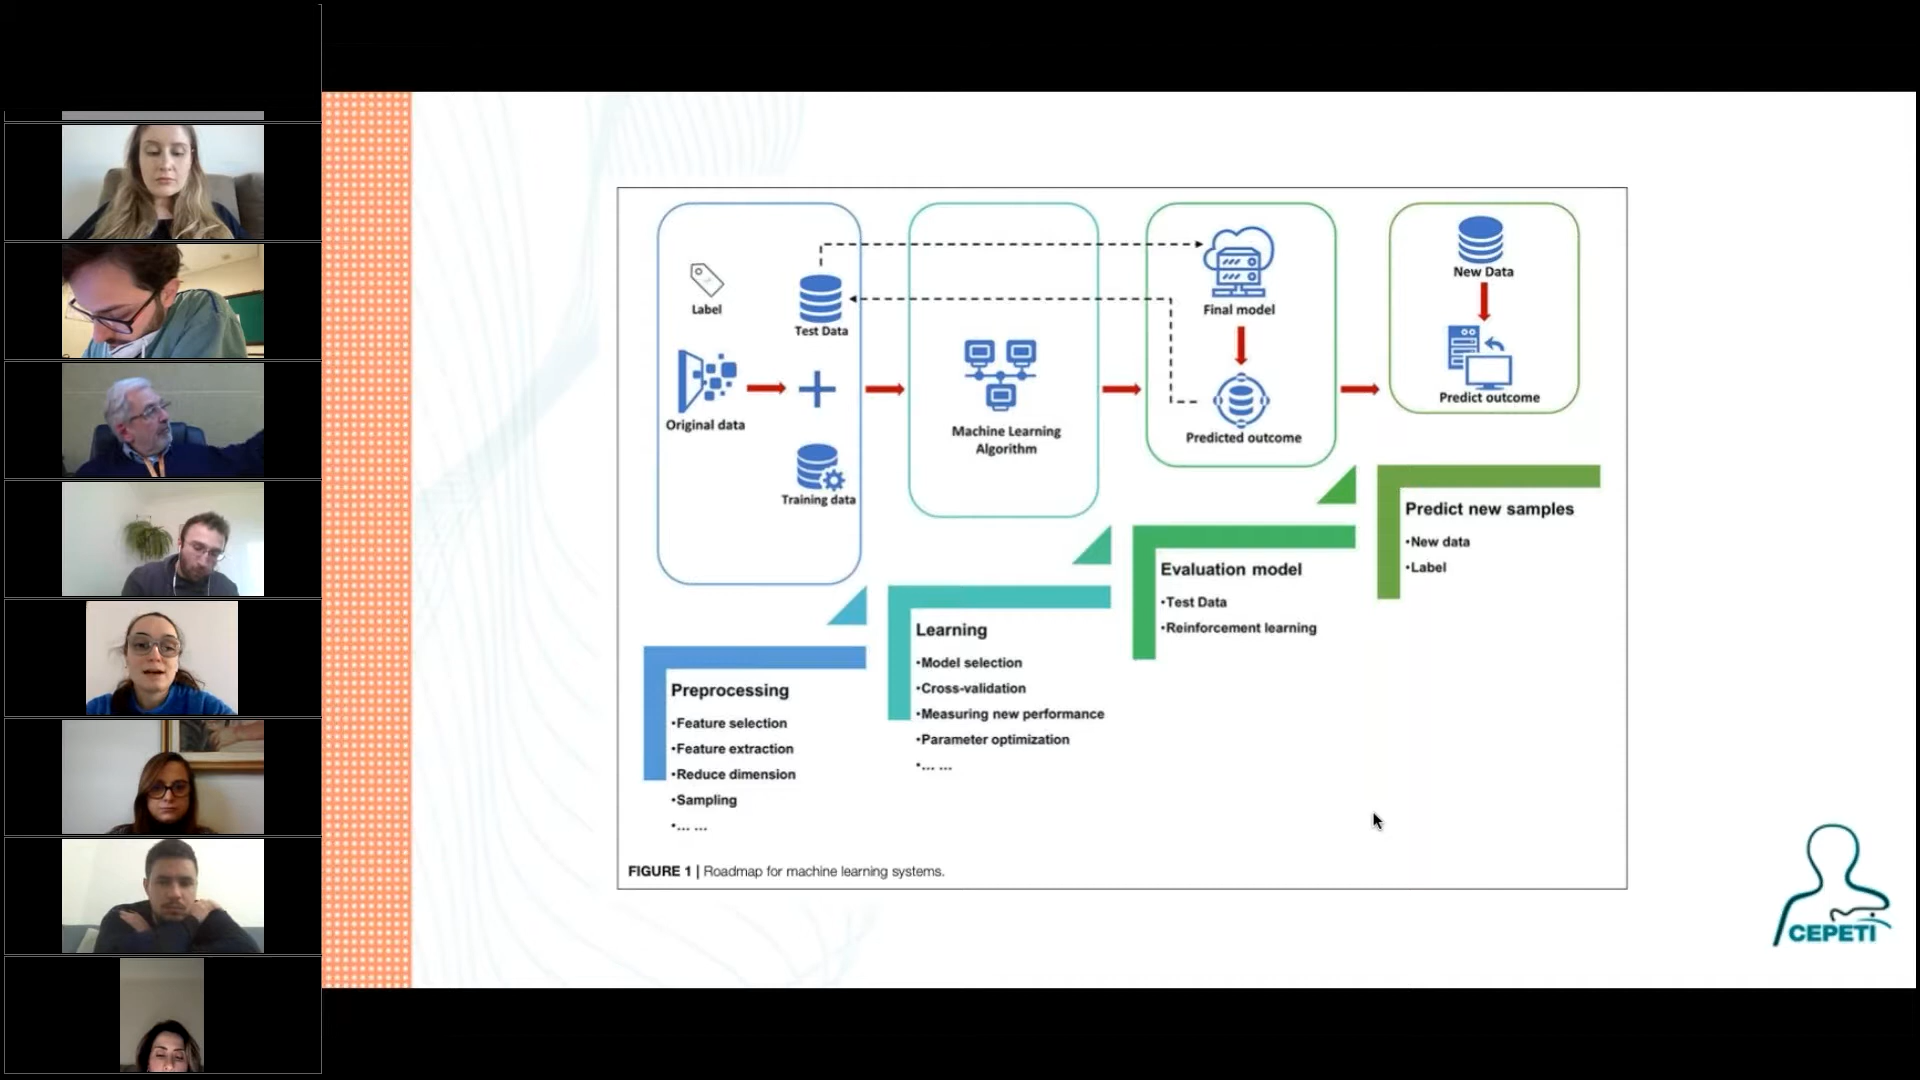 Label
Test Data
Original data
Training data
Machine Learning
Algorithm
Final model
Predicted outcome
New Data
Predict outcome
Preprocessing
•Feature selection
•Feature extraction
•Reduce dimension
•Sampling
•... ...
Learning
•Model selection
•Cross-validation
•Measuring new performance
•Parameter optimization
•... ...
Evaluation model
•Test Data
•Reinforcement learning
Predict new samples
•New data
•Label
FIGURE 1 | Roadmap for machine learning systems.
CEPETI